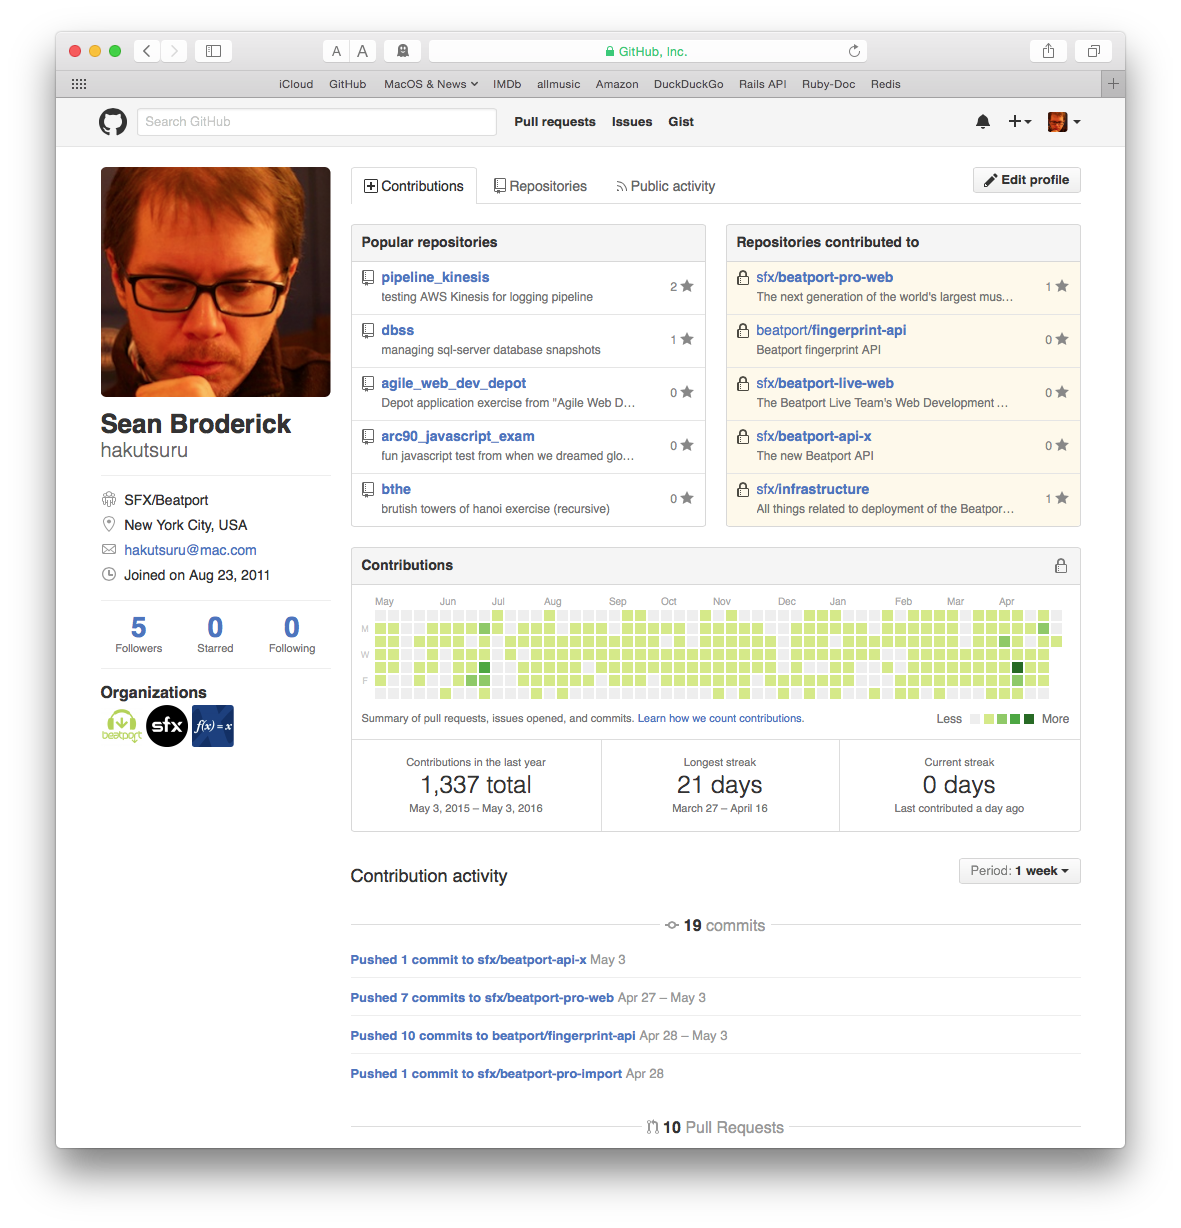 A A GitHub, Inc.
iCloud GitHub MacOS & News IMDb allmusic Amazon DuckDuckGo Rails API Ruby-Doc Redis
Search GitHub Pull requests Issues Gist
Contributions Repositories Public activity Edit profile
Sean Broderick
hakutsuru
SFX/Beatport
New York City, USA
hakutsuru@mac.com
Joined on Aug 23, 2011
5 0 0
Followers Starred Following
Organizations
beatport sfx f(x) = x
Popular repositories
pipeline_kinesis
testing AWS Kinesis for logging pipeline
2
dbss
managing sql-server database snapshots
1
agile_web_dev_depot
Depot application exercise from "Agile Web D…
0
arc90_javascript_exam
fun javascript test from when we dreamed glo…
0
bthe
brutish towers of hanoi exercise (recursive)
0
Repositories contributed to
sfx/beatport-pro-web
The next generation of the world's largest mus…
1
beatport/fingerprint-api
Beatport fingerprint API
0
sfx/beatport-live-web
The Beatport Live Team's Web Development …
0
sfx/beatport-api-x
The new Beatport API
0
sfx/infrastructure
All things related to deployment of the Beatpor…
1
Contributions
May Jun Jul Aug Sep Oct Nov Dec Jan Feb Mar Apr
M
W
F
Summary of pull requests, issues opened, and commits. Learn how we count contributions. Less More
Contributions in the last year
1,337 total
May 3, 2015 – May 3, 2016
Longest streak
21 days
March 27 – April 16
Current streak
0 days
Last contributed a day ago
Contribution activity Period: 1 week
19 commits
Pushed 1 commit to sfx/beatport-api-x May 3
Pushed 7 commits to sfx/beatport-pro-web Apr 27 – May 3
Pushed 10 commits to beatport/fingerprint-api Apr 28 – May 3
Pushed 1 commit to sfx/beatport-pro-import Apr 28
10 Pull Requests